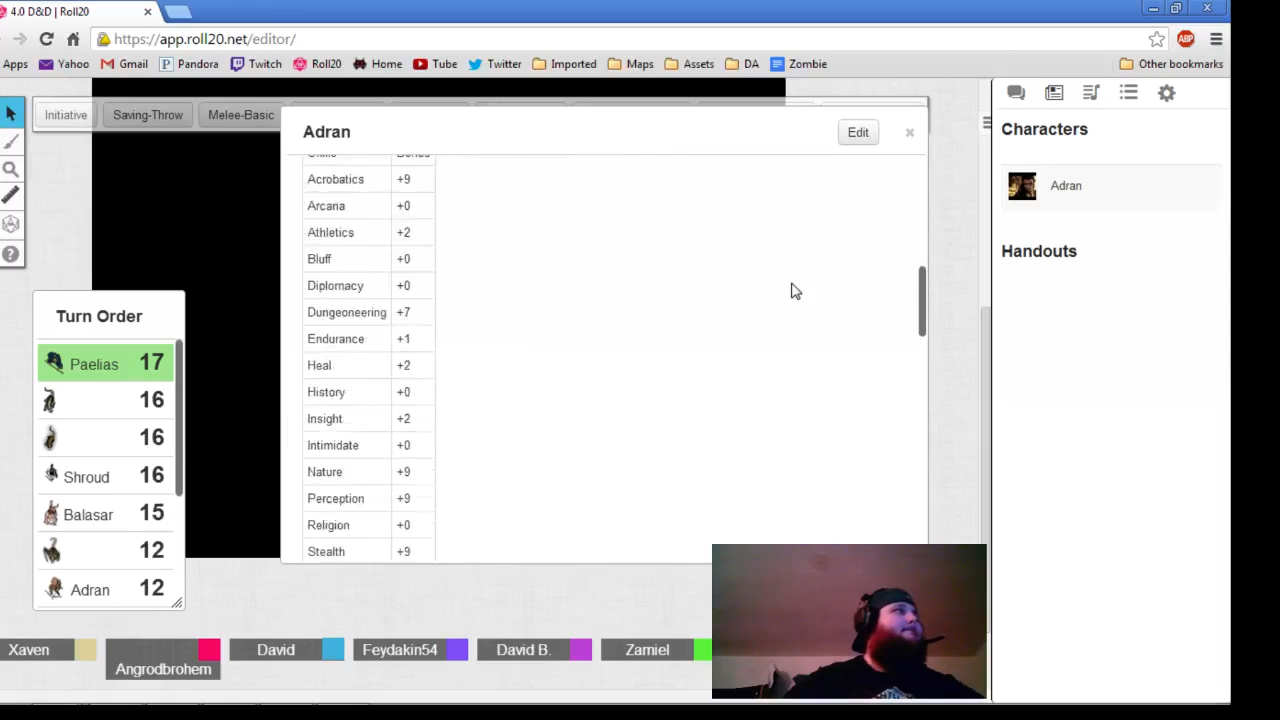 4.0 D&D | Roll20
https://app.roll20.net/editor/
ABP
Apps Yahoo Gmail Pandora Twitch Roll20 Home Tube Twitter Imported Maps Assets DA Zombie Other bookmarks
Initiative Saving-Throw Melee-Basic
Adran Edit
Acrobatics +9
Arcana +0
Athletics +2
Bluff +0
Diplomacy +0
Dungeoneering +7
Endurance +1
Heal +2
History +0
Insight +2
Intimidate +0
Nature +9
Perception +9
Religion +0
Stealth +9
Characters
Adran
Handouts
Turn Order
Paelias 17
16
16
Shroud 16
Balasar 15
12
Adran 12
Xaven
Angrodbrohem
David
Feydakin54
David B.
Zamiel